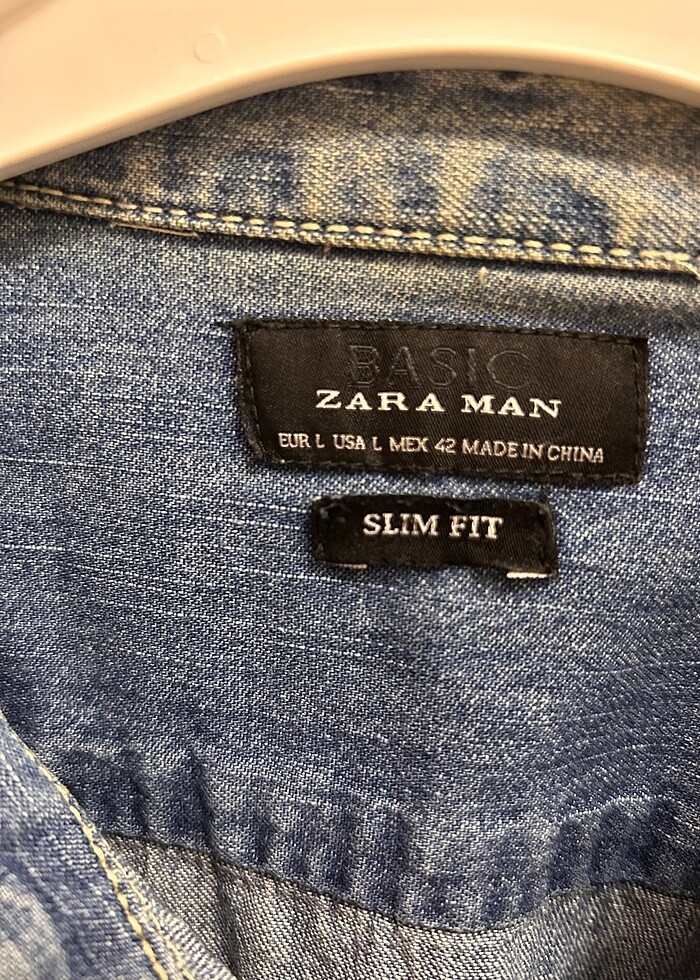 BASIC
ZARA MAN
EUR L USA L MEX 42 MADE IN CHINA
SLIM FIT